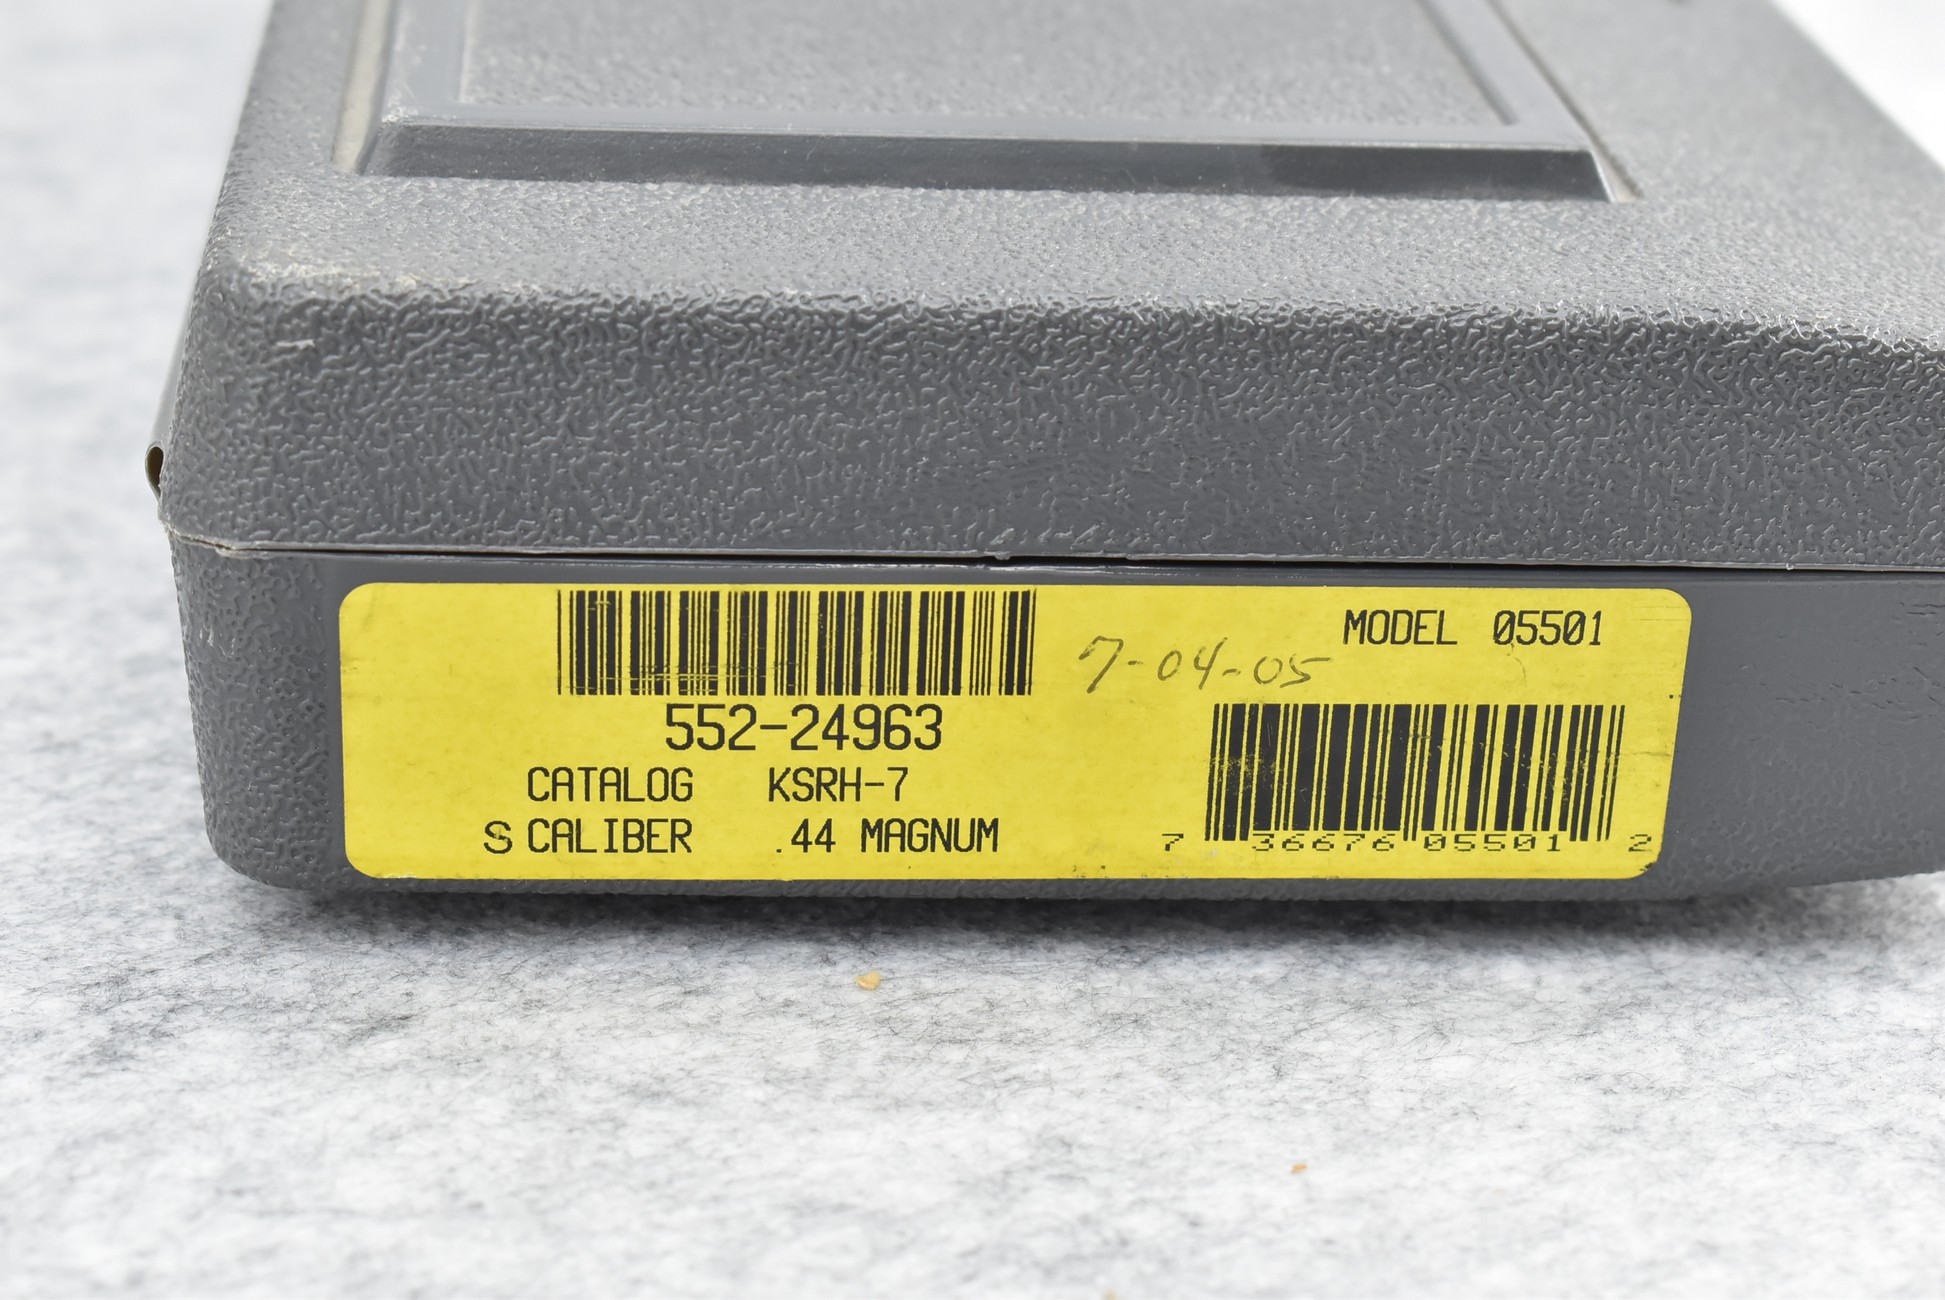 552-24963
CATALOG KSRH-7
S CALIBER .44 MAGNUM
7-04-05
MODEL 05501
7 36676 05501 2